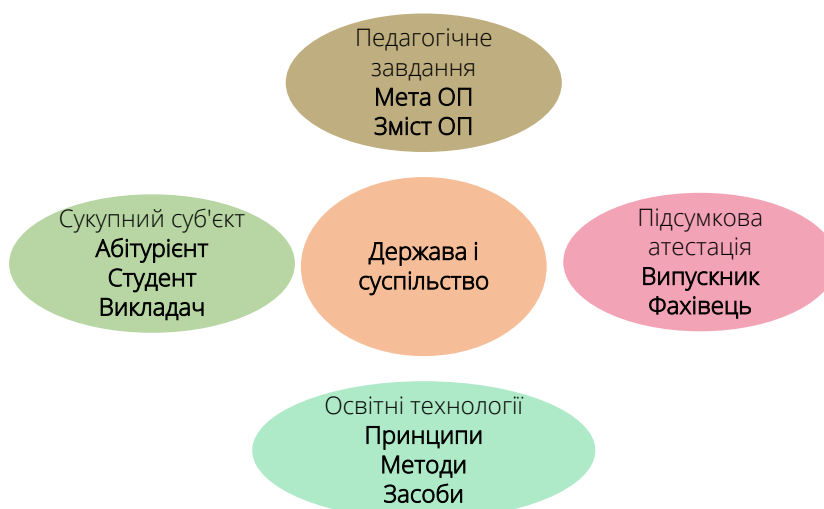 Педагогічне
завдання
Мета ОП
Зміст ОП
Сукупний суб'єкт
Абітурієнт
Студент
Викладач
Держава і
суспільство
Підсумкова
атестація
Випускник
Фахівець
Освітні технології
Принципи
Методи
Засоби